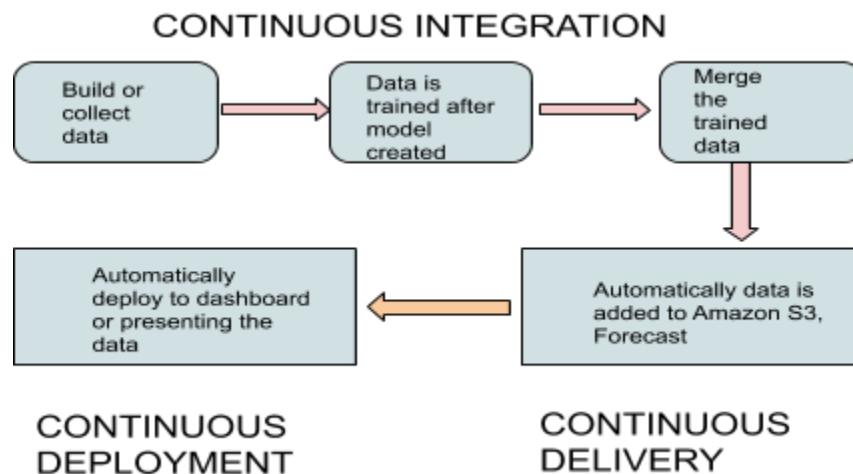 CONTINUOUS INTEGRATION
Build or
collect
data
Data is
trained after
model
created
Merge
the
trained
data
Automatically
deploy to dashboard
or presenting the
data
Automatically data is
added to Amazon S3,
Forecast
CONTINUOUS
DEPLOYMENT
CONTINUOUS
DELIVERY